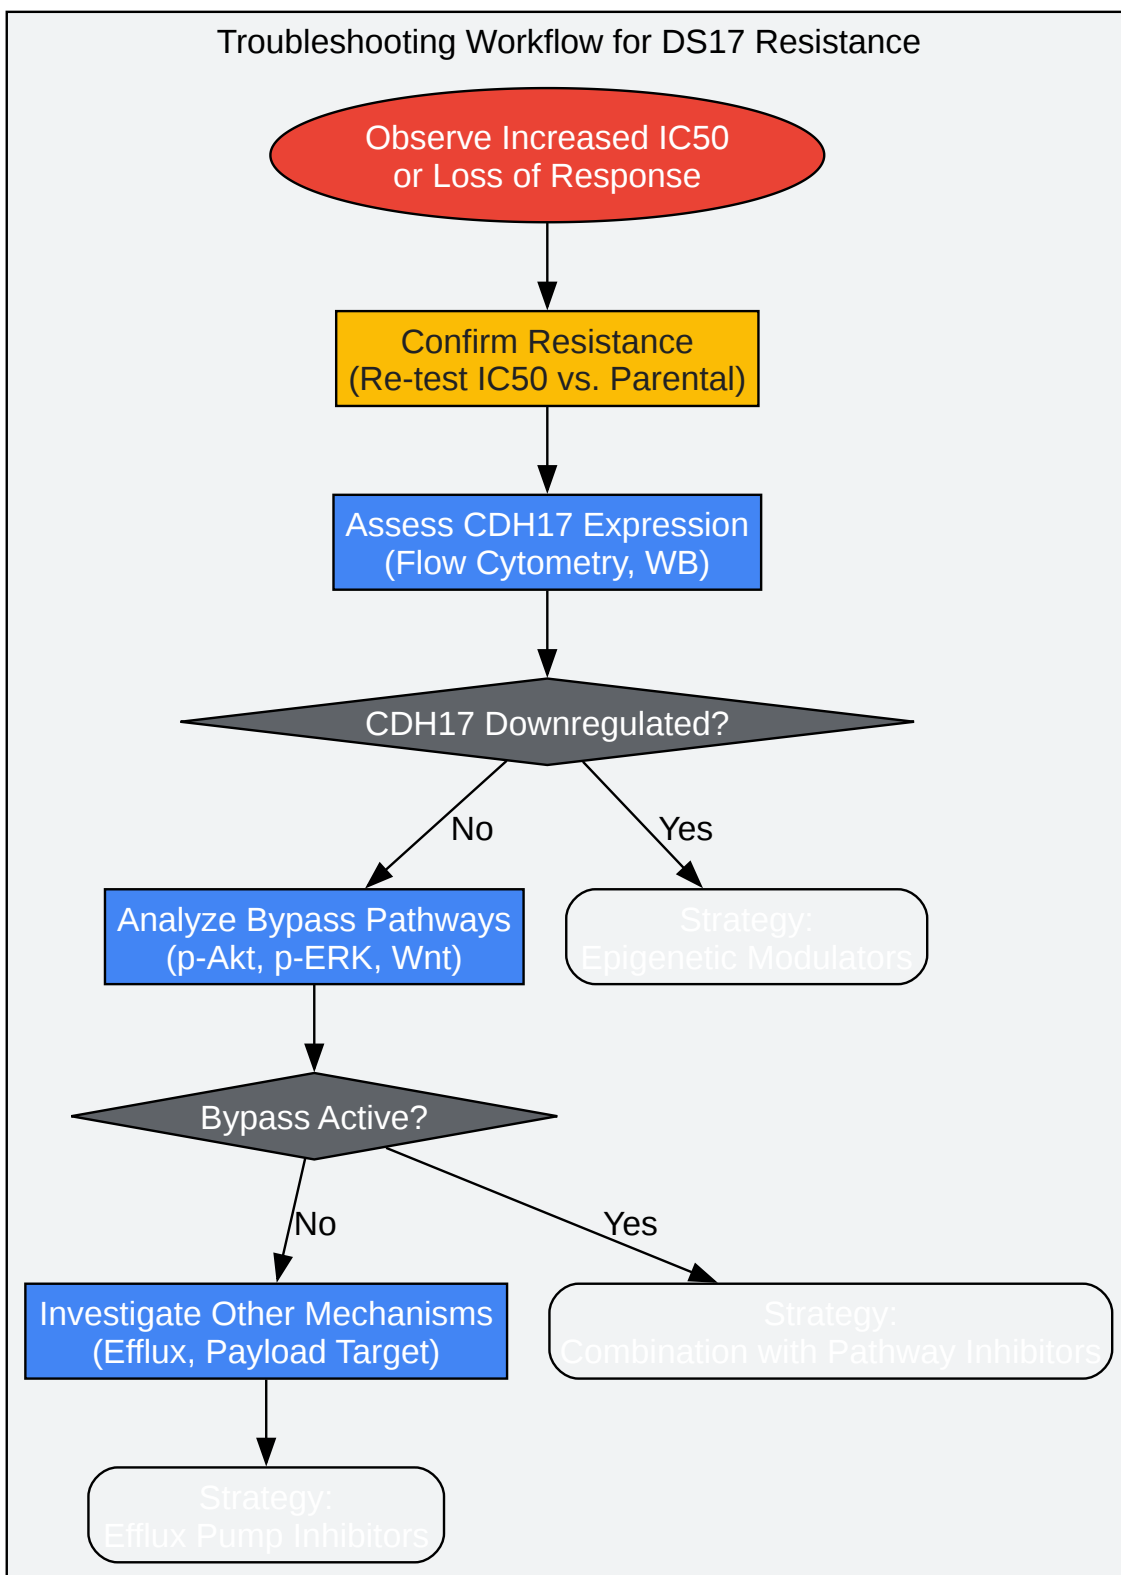 Troubleshooting Workflow for DS17 Resistance
Observe Increased IC50
or Loss of Response
Confirm Resistance
(Re-test IC50 vs. Parental)
Assess CDH17 Expression
(Flow Cytometry, WB)
CDH17 Downregulated?
No
Yes
Analyze Bypass Pathways
(p-Akt, p-ERK, Wnt)
Strategy:
Epigenetic Modulators
Bypass Active?
No
Yes
Investigate Other Mechanisms
(Efflux, Payload Target)
Strategy:
Combination with Pathway Inhibitors
Strategy:
Efflux Pump Inhibitors